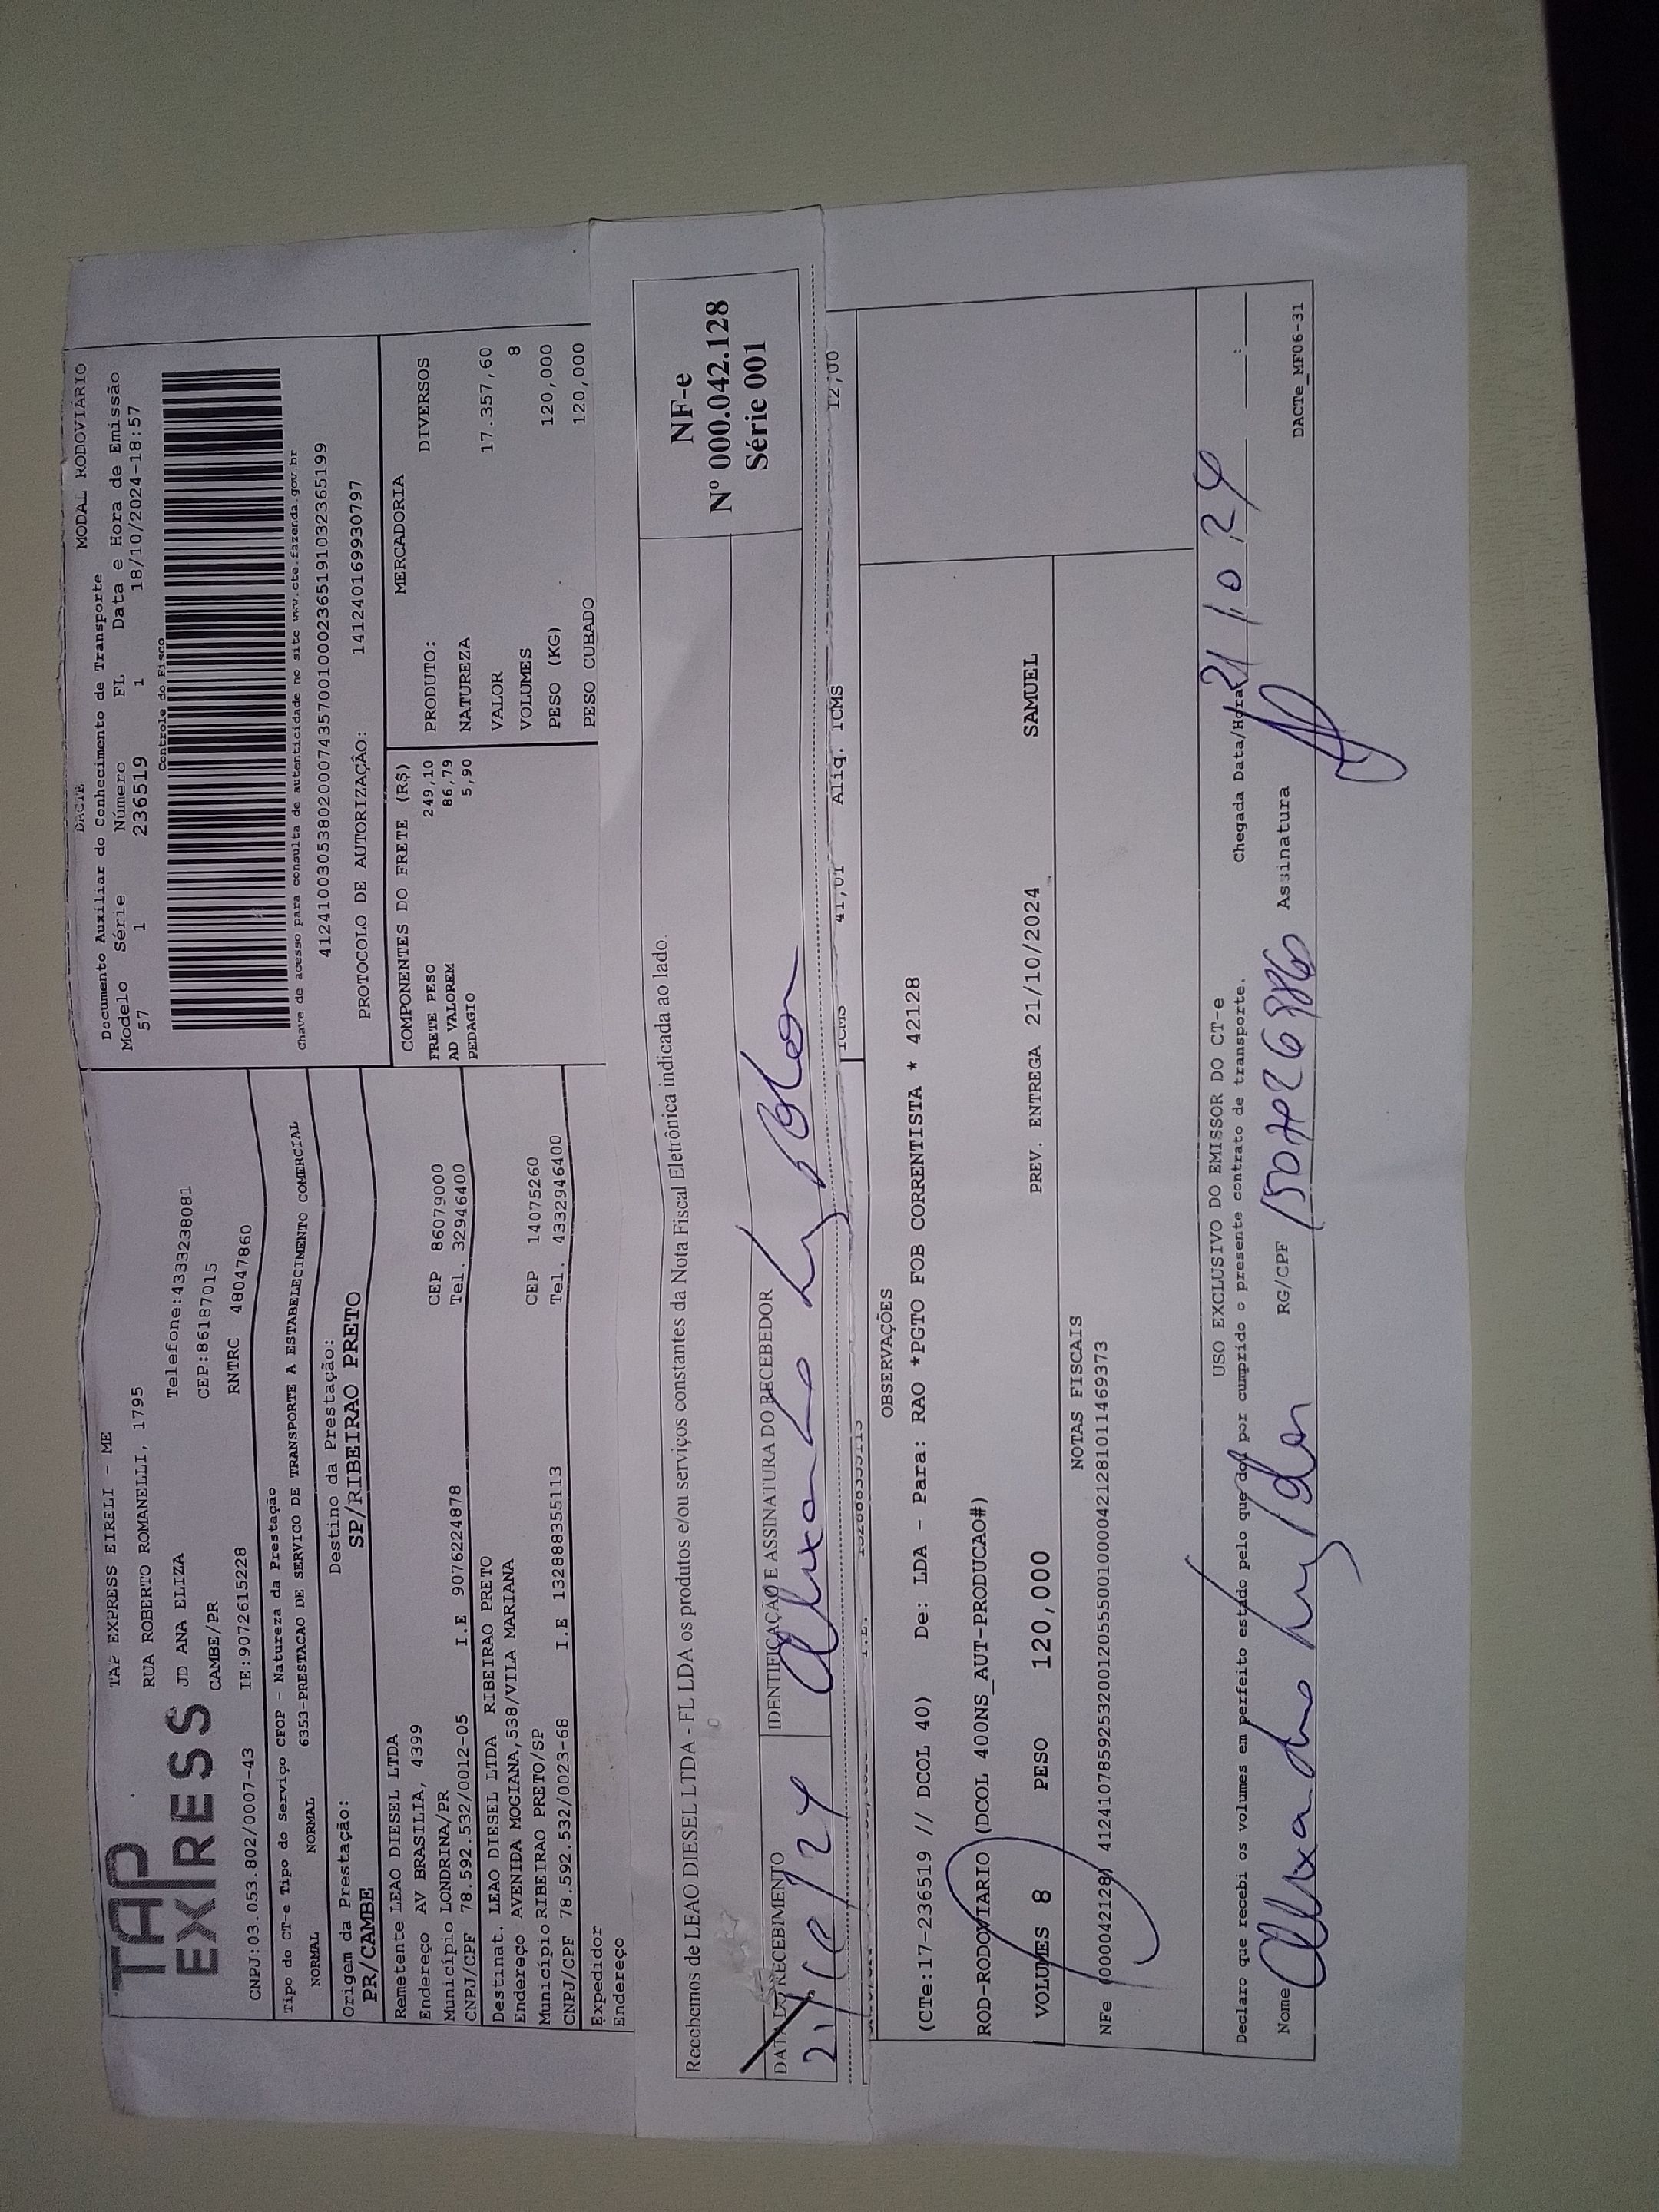 TAP
EXPRESS
TAP EXPRESS EIRELI - ME
RUA ROBERTO ROMANELLI, 1795
JD ANA ELIZA Telefone:4333238081
CAMBE/PR CEP:86187015
CNPJ:03.053.802/0007-43 IE:9072615228 RNTRC 48047860
Tipo do CT-e Tipo do Serviço CFOP - Natureza da Prestação
NORMAL NORMAL 6353-PRESTACAO DE SERVICO DE TRANSPORTE A ESTABELECIMENTO COMERCIAL
Origem da Prestação: Destino da Prestação:
PR/CAMBE SP/RIBEIRAO PRETO
DACTE MODAL RODOVIÁRIO
Documento Auxiliar do Conhecimento de Transporte
Modelo Série Número FL Data e Hora de Emissão
57 1 236519 1 18/10/2024-18:57
Controle do Fisco
Chave de acesso para consulta de autenticidade no site www.cte.fazenda.gov.br
41241003053802000743570010002365191032365199
PROTOCOLO DE AUTORIZAÇÃO: 141240169930797
Remetente LEAO DIESEL LTDA
Endereço AV BRASILIA, 4399
Município LONDRINA/PR CEP 86079000
CNPJ/CPF 78.592.532/0012-05 I.E 9076224878 Tel. 32946400
Destinat. LEAO DIESEL LTDA RIBEIRAO PRETO
Endereço AVENIDA MOGIANA,538/VILA MARIANA
Município RIBEIRAO PRETO/SP CEP 14075260
CNPJ/CPF 78.592.532/0023-68 I.E 132888355113 Tel. 4332946400
Expedidor
Endereço
COMPONENTES DO FRETE (R$)
FRETE PESO 249,10
AD VALOREM 86,79
PEDAGIO 5,90
MERCADORIA
PRODUTO: DIVERSOS
NATUREZA
VALOR 17.357,60
VOLUMES 8
PESO (KG) 120,000
PESO CUBADO 120,000
Recebemos de LEAO DIESEL LTDA - FL LDA os produtos e/ou serviços constantes da Nota Fiscal Eletrônica indicada ao lado.
NF-e
Nº 000.042.128
Série 001
DATA DO RECEBIMENTO IDENTIFICAÇÃO E ASSINATURA DO RECEBEDOR
ICMS 41,01 Aliq. ICMS 12,00
OBSERVAÇÕES
(CTe:17-236519 // DCOL 40) De: LDA - Para: RAO *PGTO FOB CORRENTISTA * 42128
ROD-RODOVIARIO (DCOL 400NS_AUT-PRODUCAO#)
VOLUMES 8 PESO 120,000 PREV. ENTREGA 21/10/2024 SAMUEL
NOTAS FISCAIS
NFe (000042128) 41241078592532001205550010000421281011469373
USO EXCLUSIVO DO EMISSOR DO CT-e
Declaro que recebi os volumes em perfeito estado pelo que dou por cumprido o presente contrato de transporte. Chegada Data/Hora 21 10 24
Nome Alexandre RG/CPF Assinatura
DACTe_MF06-31